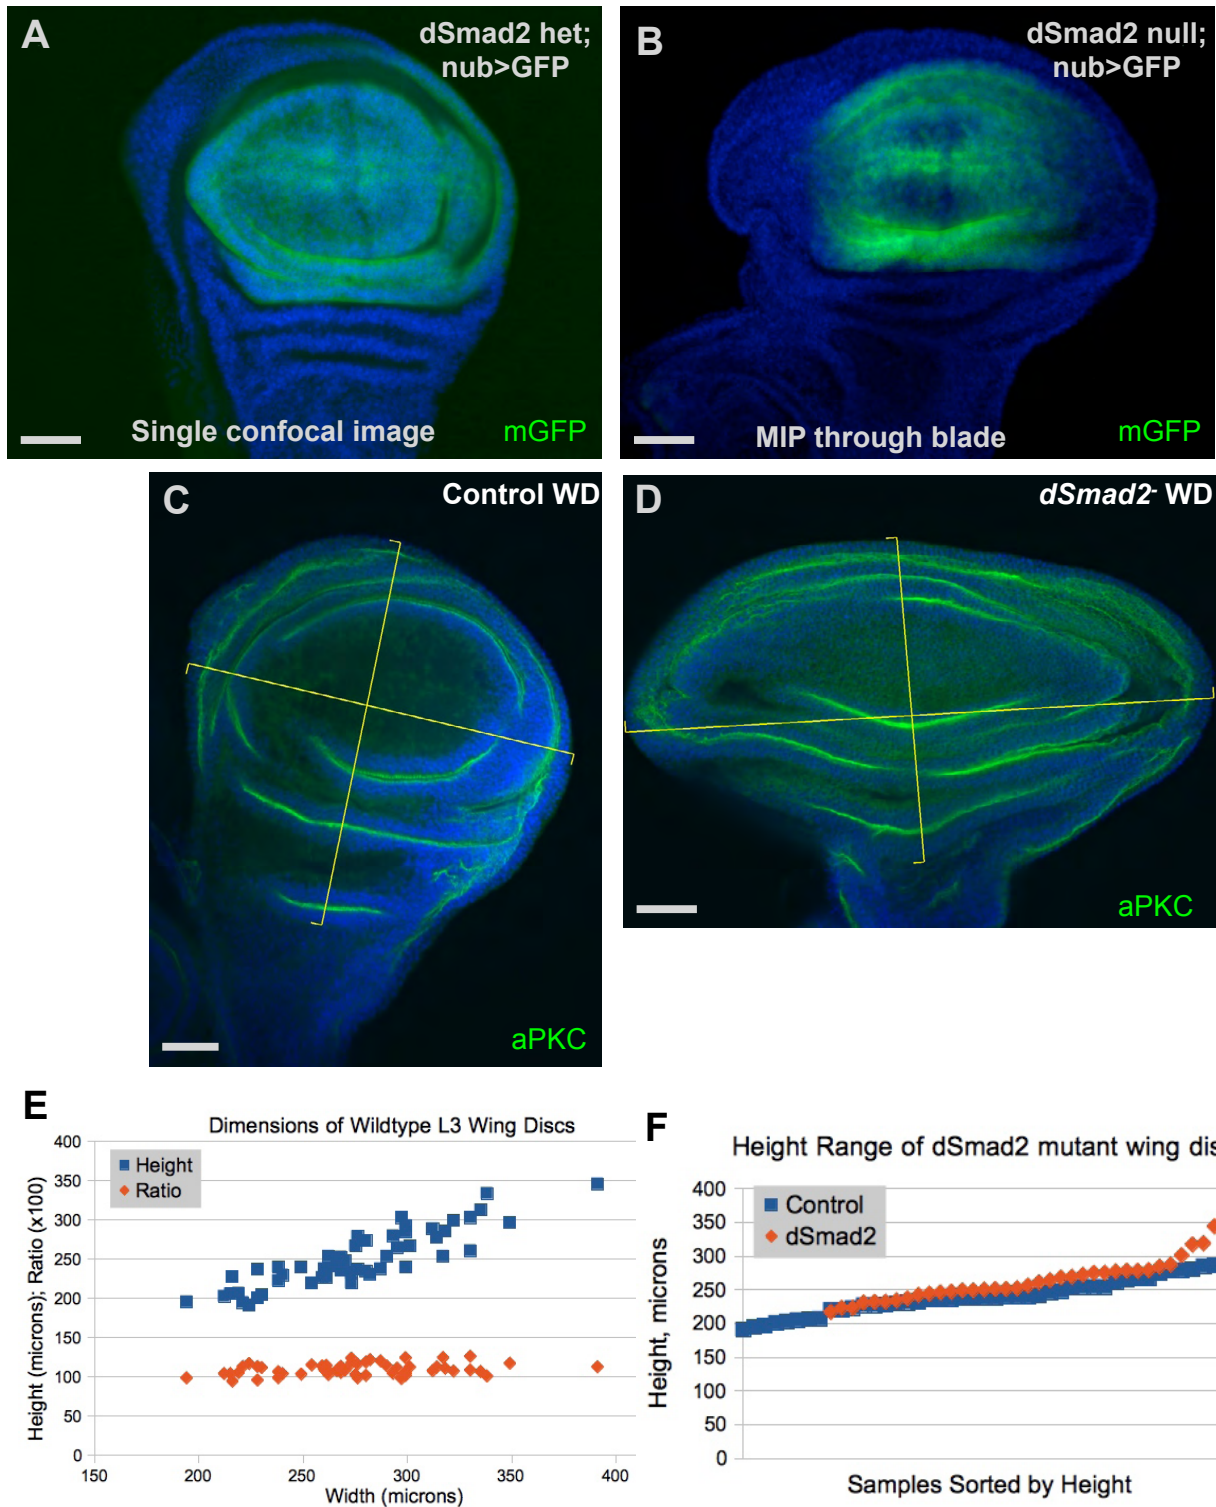 A
dSmad2 het;
nub>GFP
Single confocal image
mGFP
B
dSmad2 null;
nub>GFP
MIP through blade
mGFP
C
Control WD
aPKC
D
dSmad2- WD
aPKC
E
Dimensions of Wildtype L3 Wing Discs
Height
Ratio
Height (microns); Ratio (x100)
400
350
300
250
200
150
100
50
0
150
200
250
300
350
400
Width (microns)
F
Height Range of dSmad2 mutant wing dis
Control
dSmad2
Height, microns
400
350
300
250
200
150
100
50
0
Samples Sorted by Height